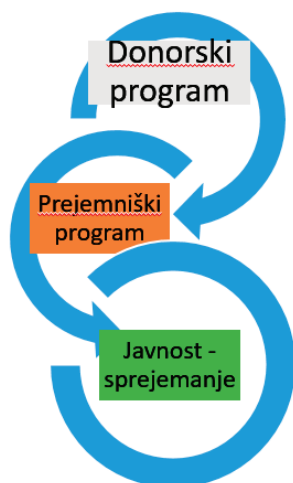 Donorski
program
Prejemniški
program
Javnost -
sprejemanje